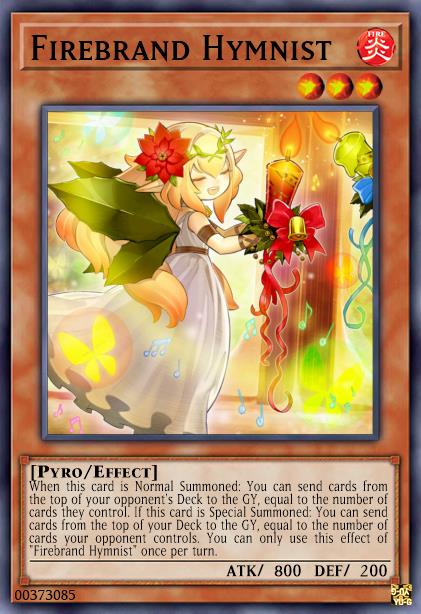 Firebrand Hymnist
FIRE
炎
[Pyro/Effect]
When this card is Normal Summoned: You can send cards from
the top of your opponent's Deck to the GY, equal to the number of
cards they control. If this card is Special Summoned: You can send
cards from the top of your Deck to the GY, equal to the number of
cards your opponent controls. You can only use this effect of
"Firebrand Hymnist" once per turn.
ATK/ 800 DEF/ 200
00373085